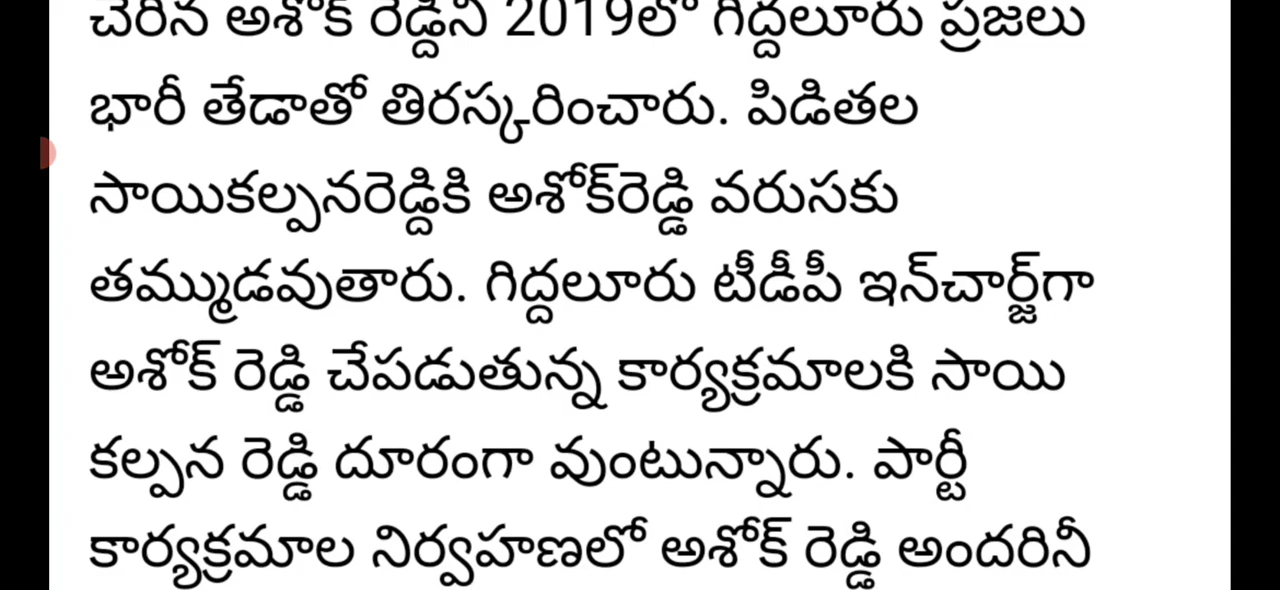 చేరిన అశోక్ రెడ్డిని 2019లో గిద్దలూరు ప్రజలు
భారీ తేడాతో తిరస్కరించారు. పిడితల
సాయికల్పనరెడ్డికి అశోక్‌రెడ్డి వరుసకు
తమ్ముడవుతారు. గిద్దలూరు టీడీపీ ఇన్‌చార్జ్‌గా
అశోక్ రెడ్డి చేపడుతున్న కార్యక్రమాలకి సాయి
కల్పన రెడ్డి దూరంగా వుంటున్నారు. పార్టీ
కార్యక్రమాల నిర్వహణలో అశోక్ రెడ్డి అందరినీ